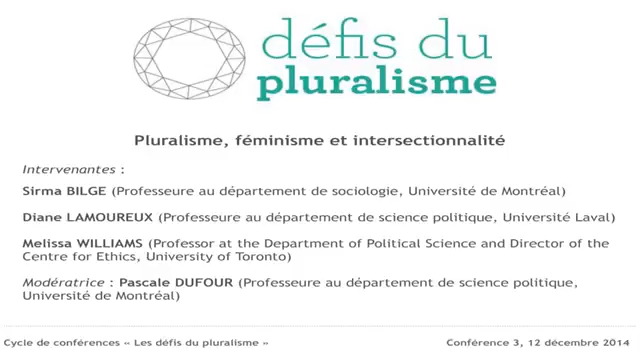 défis du
pluralisme
Pluralisme, féminisme et intersectionnalité
Intervenantes :
Sirma BILGE (Professeure au département de sociologie, Université de Montréal)
Diane LAMOUREUX (Professeure au département de science politique, Université Laval)
Melissa WILLIAMS (Professor at the Department of Political Science and Director of the
Centre for Ethics, University of Toronto)
Modératrice : Pascale DUFOUR (Professeure au département de science politique,
Université de Montréal)
Cycle de conférences « Les défis du pluralisme »
Conférence 3, 12 décembre 2014